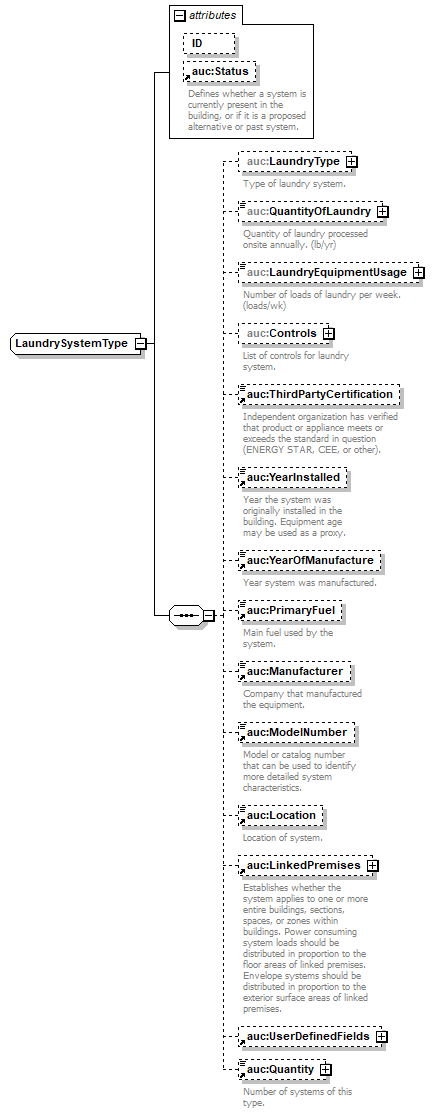 attributes
ID
auc:Status
Defines whether a system is
currently present in the
building, or if it is a proposed
alternative or past system.
auc:LaundryType
Type of laundry system.
auc:QuantityOfLaundry
Quantity of laundry processed
onsite annually. (lb/yr)
auc:LaundryEquipmentUsage
Number of loads of laundry per week.
(loads/wk)
auc:Controls
List of controls for laundry
system.
LaundrySystemType
auc:ThirdPartyCertification
Independent organization has verified
that product or appliance meets or
exceeds the standard in question
(ENERGY STAR, CEE, or other).
auc:YearInstalled
Year the system was
originally installed in the
building. Equipment age
may be used as a proxy.
auc:YearOfManufacture
Year system was manufactured.
auc:PrimaryFuel
Main fuel used by the
system.
auc:Manufacturer
Company that manufactured
the equipment.
auc:ModelNumber
Model or catalog number
that can be used to identify
more detailed system
characteristics.
auc:Location
Location of system.
auc:LinkedPremises
Establishes whether the
system applies to one or more
entire buildings, sections,
spaces, or zones within
buildings. Power consuming
system loads should be
distributed in proportion to the
floor areas of linked premises.
Envelope systems should be
distributed in proportion to the
exterior surface areas of linked
premises.
auc:UserDefinedFields
auc:Quantity
Number of systems of this
type.